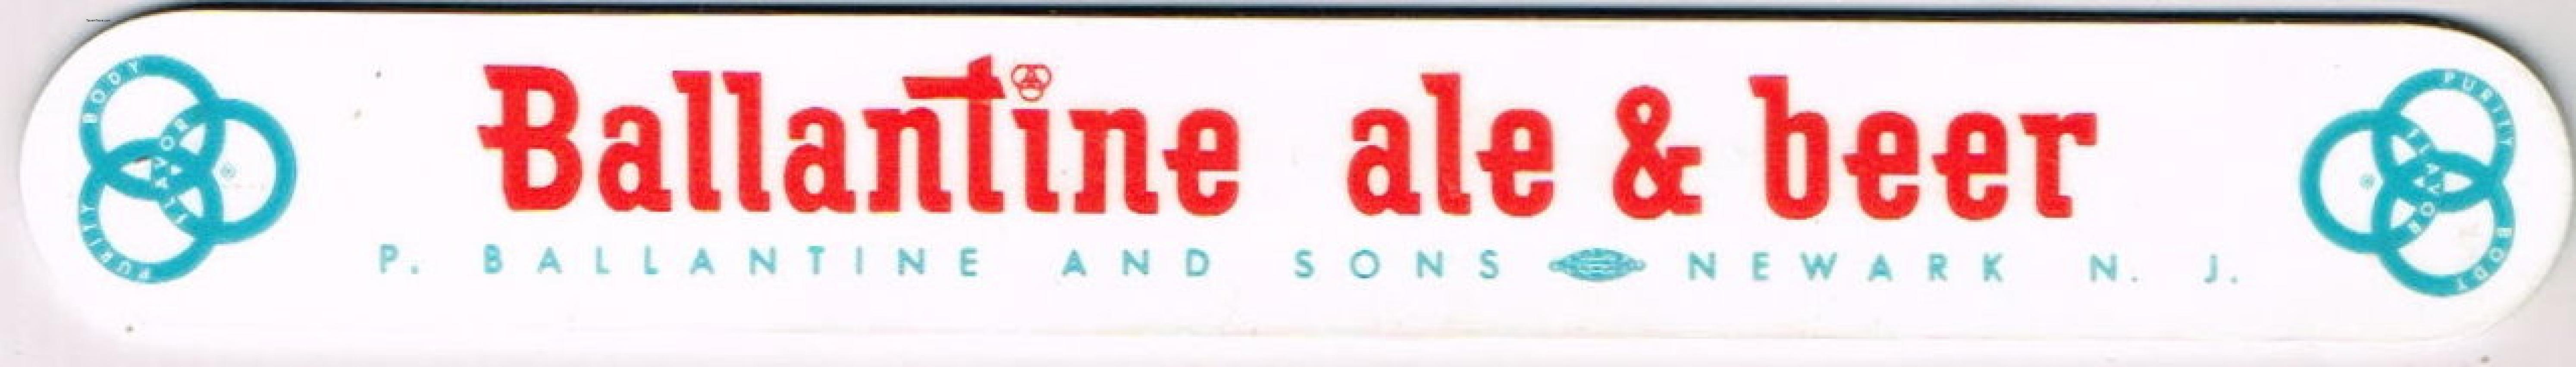 BODY
FLAVOR
PURITY
®
Ballantine ale & beer
P. BALLANTINE AND SONS NEWARK N. J.
PURITY
FLAVOR
BODY
®